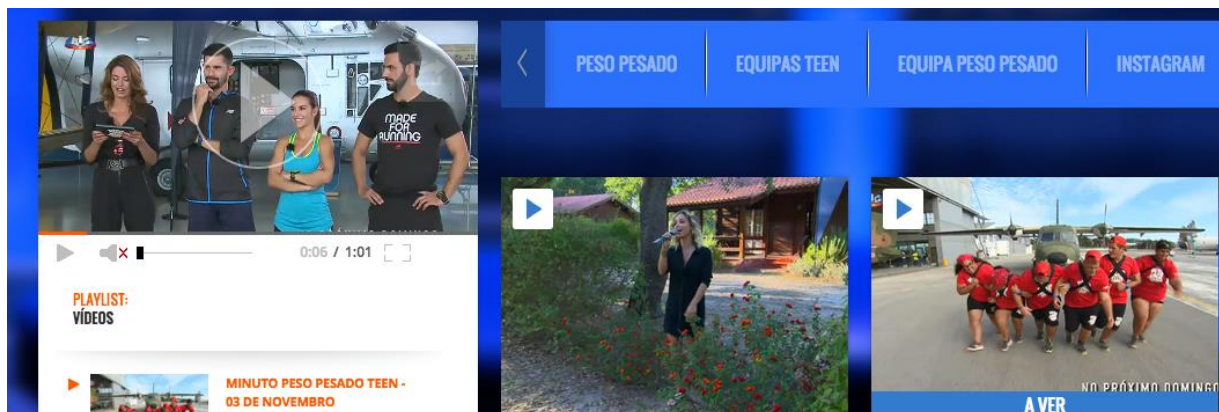 SIC
PESO PESADO
EQUIPAS TEEN
EQUIPA PESO PESADO
INSTAGRAM
MADE
FOR
RUNNING
0:06 / 1:01
PLAYLIST:
VÍDEOS
MINUTO PESO PESADO TEEN -
03 DE NOVEMBRO
NO PRÓXIMO DOMINGO
A VER